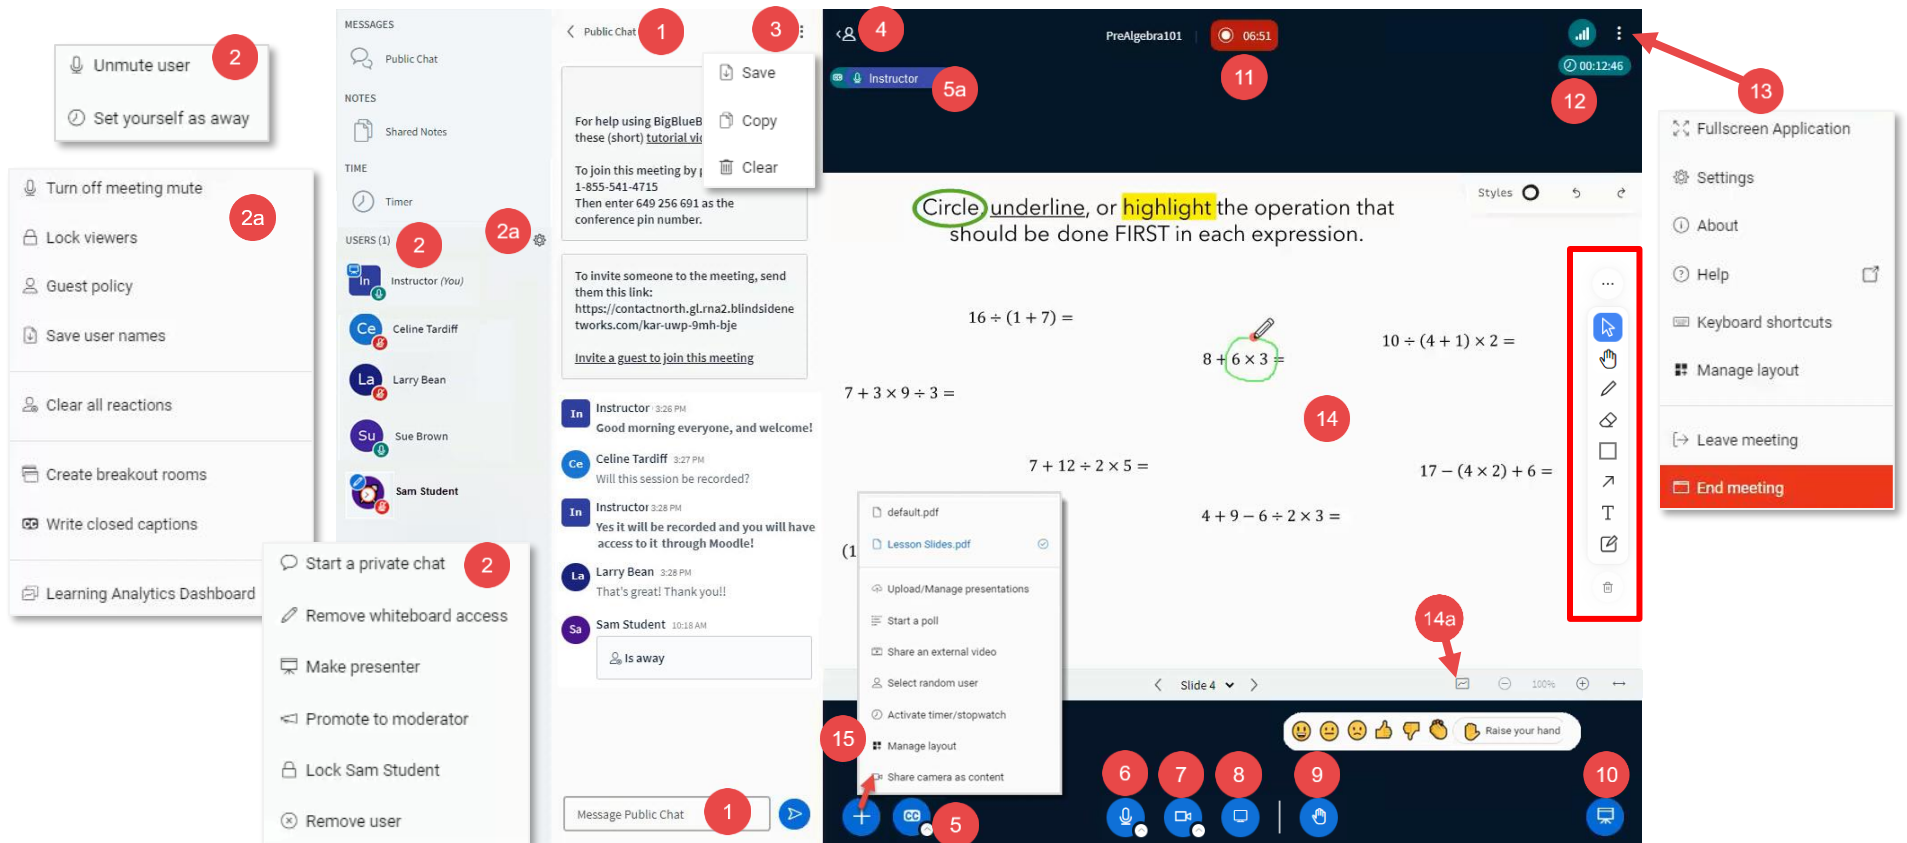 Unmute user
2
Set yourself as away
Turn off meeting mute
2a
Lock viewers
Guest policy
Save user names
Clear all reactions
Create breakout rooms
Write closed captions
Learning Analytics Dashboard
Start a private chat
2
Remove whiteboard access
Make presenter
Promote to moderator
Lock Sam Student
Remove user
MESSAGES
Public Chat
NOTES
Shared Notes
TIME
Timer
USERS (1)
2
2a
In
Instructor (You)
Ce
Celine Tardiff
La
Larry Bean
Su
Sue Brown
Sam Student
Public Chat
1
3
Save
Copy
Clear
For help using BigBlueB
these (short) tutorial vi
To join this meeting by
1-855-541-4715
Then enter 649 256 691 as the
conference pin number.
To invite someone to the meeting, send
them this link:
https://contactnorth.gl.rna2.blindsidene
tworks.com/kar-uwp-9mh-bje
Invite a guest to join this meeting
In
Instructor 3:26 PM
Good morning everyone, and welcome!
Ce
Celine Tardiff 3:27 PM
Will this session be recorded?
In
Instructor 3:28 PM
Yes it will be recorded and you will have
access to it through Moodle!
La
Larry Bean 3:28 PM
That's great! Thank you!!
Sa
Sam Student 10:18 AM
Is away
Message Public Chat
1
4
PreAlgebra101
06:51
11
Instructor
5a
00:12:46
12
Circle, underline, or highlight the operation that
should be done FIRST in each expression.
Styles
16 ÷ (1 + 7) =
8 + 6 × 3 =
10 ÷ (4 + 1) × 2 =
7 + 3 × 9 ÷ 3 =
14
7 + 12 ÷ 2 × 5 =
17 − (4 × 2) + 6 =
4 + 9 − 6 ÷ 2 × 3 =
(1
T
default.pdf
Lesson Slides.pdf
Upload/Manage presentations
Start a poll
Share an external video
Select random user
Activate timer/stopwatch
Manage layout
Share camera as content
15
CC
5
14a
Slide 4
100%
Raise your hand
6
7
8
9
10
13
Fullscreen Application
Settings
About
Help
Keyboard shortcuts
Manage layout
Leave meeting
End meeting